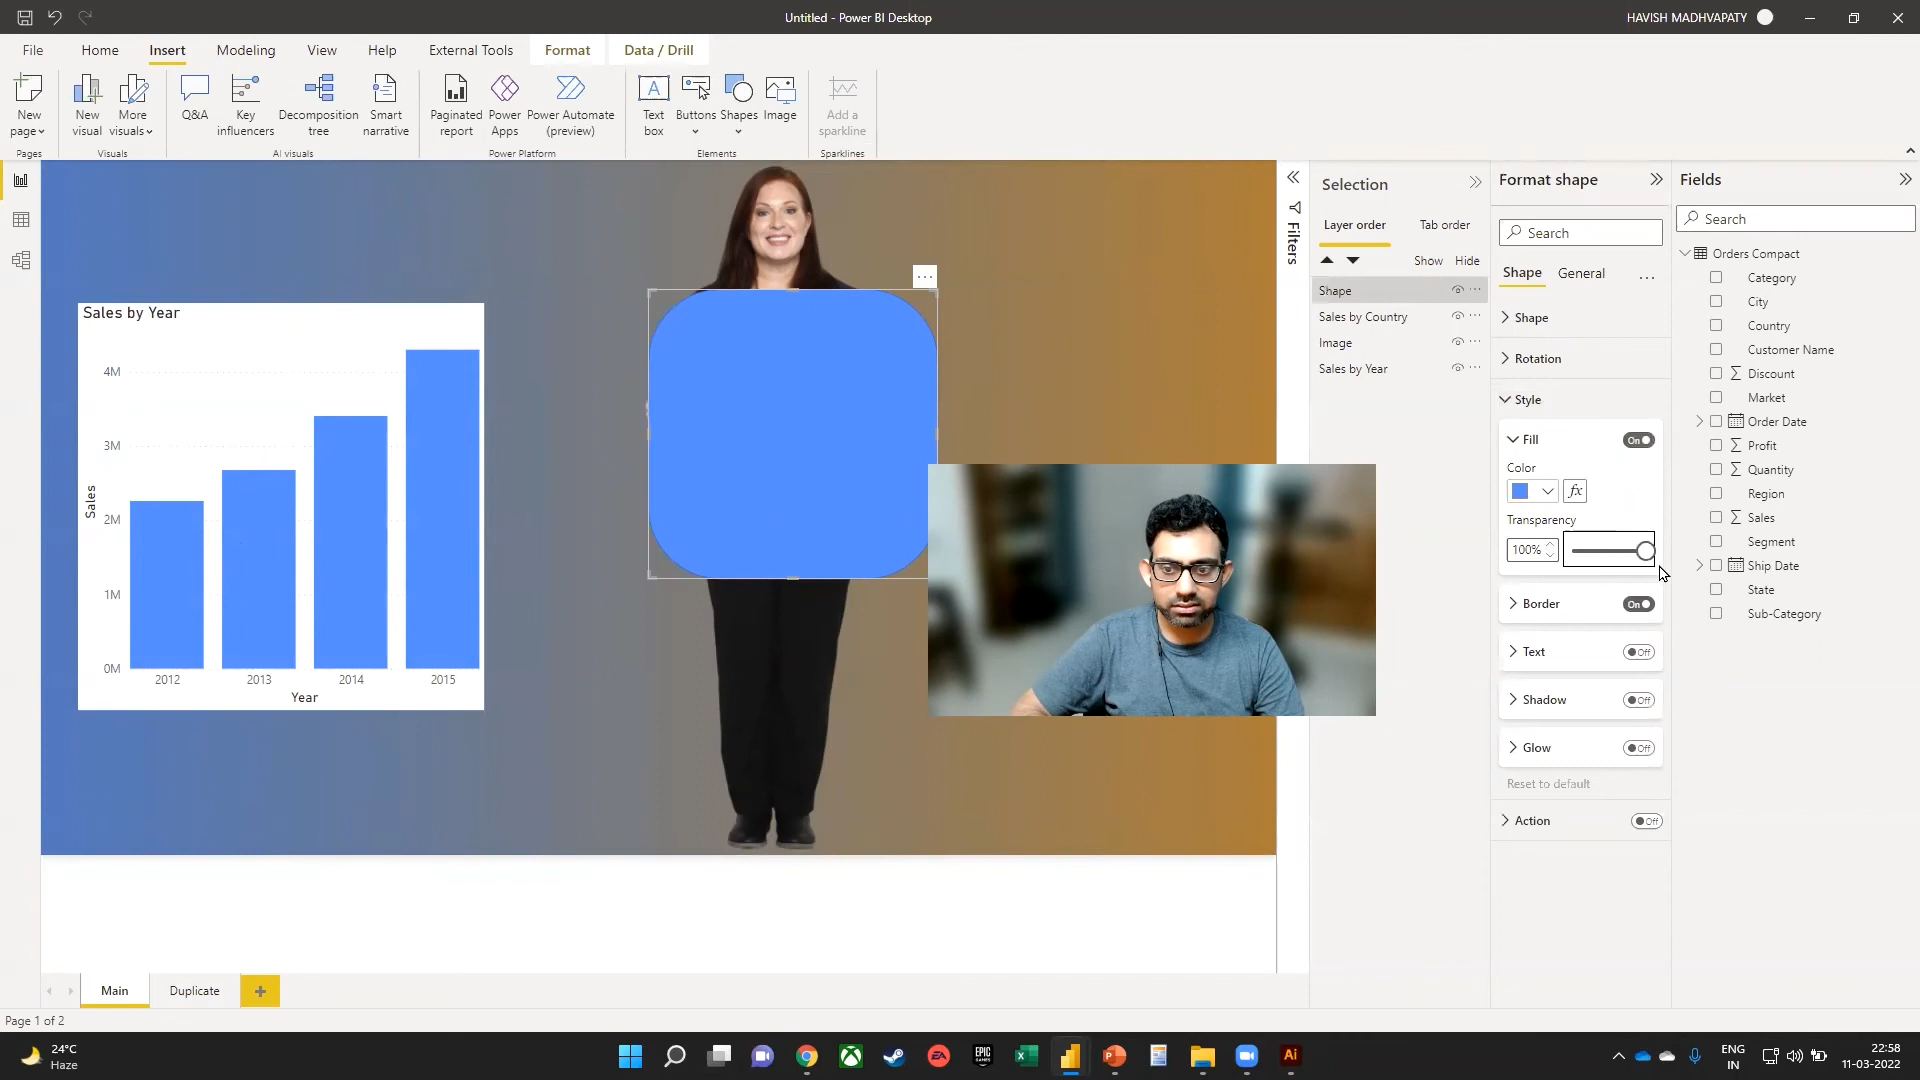 Untitled - Power BI Desktop
HAVISH MADHVAPATY
File Home Insert Modeling View Help External Tools Format Data / Drill
New page
New visual
More visuals
Q&A
Key influencers
Decomposition tree
Smart narrative
Paginated report
Power Apps
Power Automate (preview)
Text box
Buttons
Shapes
Image
Add a sparkline
Pages Visuals AI visuals Power Platform Elements Sparklines
Sales by Year
4M
3M
2M
1M
0M
Sales
2012 2013 2014 2015
Year
Filters
Selection
Layer order Tab order
Show Hide
Shape
Sales by Country
Image
Sales by Year
Format shape
Search
Shape General
Shape
Rotation
Style
Fill On
Color
fx
Transparency
100%
Border On
Text Off
Shadow Off
Glow Off
Reset to default
Action Off
Fields
Search
Orders Compact
Category
City
Country
Customer Name
Discount
Market
Order Date
Profit
Quantity
Region
Sales
Segment
Ship Date
State
Sub-Category
Main Duplicate
Page 1 of 2
24°C
Haze
EA
EPIC GAMES
Ai
ENG
IN
22:58
11-03-2022